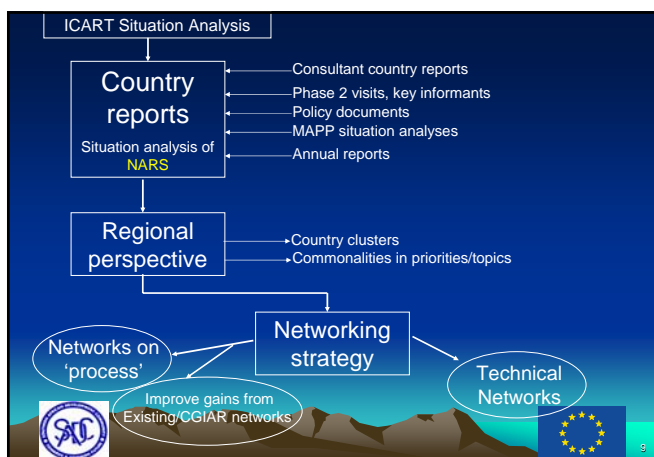 ICART Situation Analysis
Country
reports
Situation analysis of
NARS
Consultant country reports
Phase 2 visits, key informants
Policy documents
MAPP situation analyses
Annual reports
Regional
perspective
Country clusters
Commonalities in priorities/topics
Networking
strategy
Networks on
‘process’
Improve gains from
Existing/CGIAR networks
Technical
Networks
SADC
9